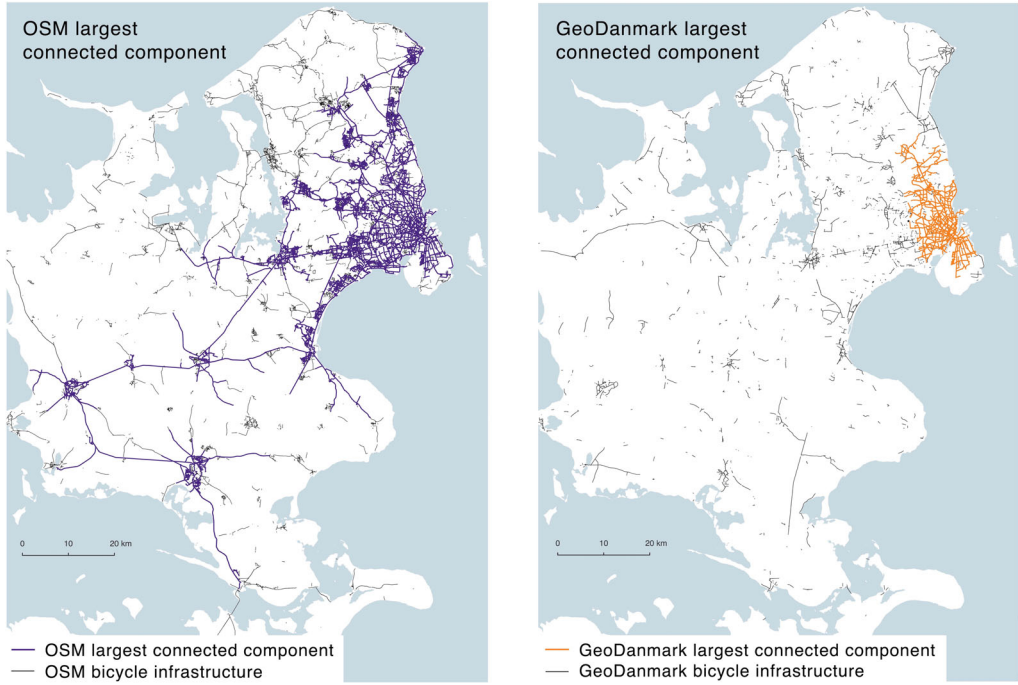 OSM largest
connected component
0 10 20 km
OSM largest connected component
OSM bicycle infrastructure
GeoDanmark largest
connected component
0 10 20 km
GeoDanmark largest connected component
GeoDanmark bicycle infrastructure